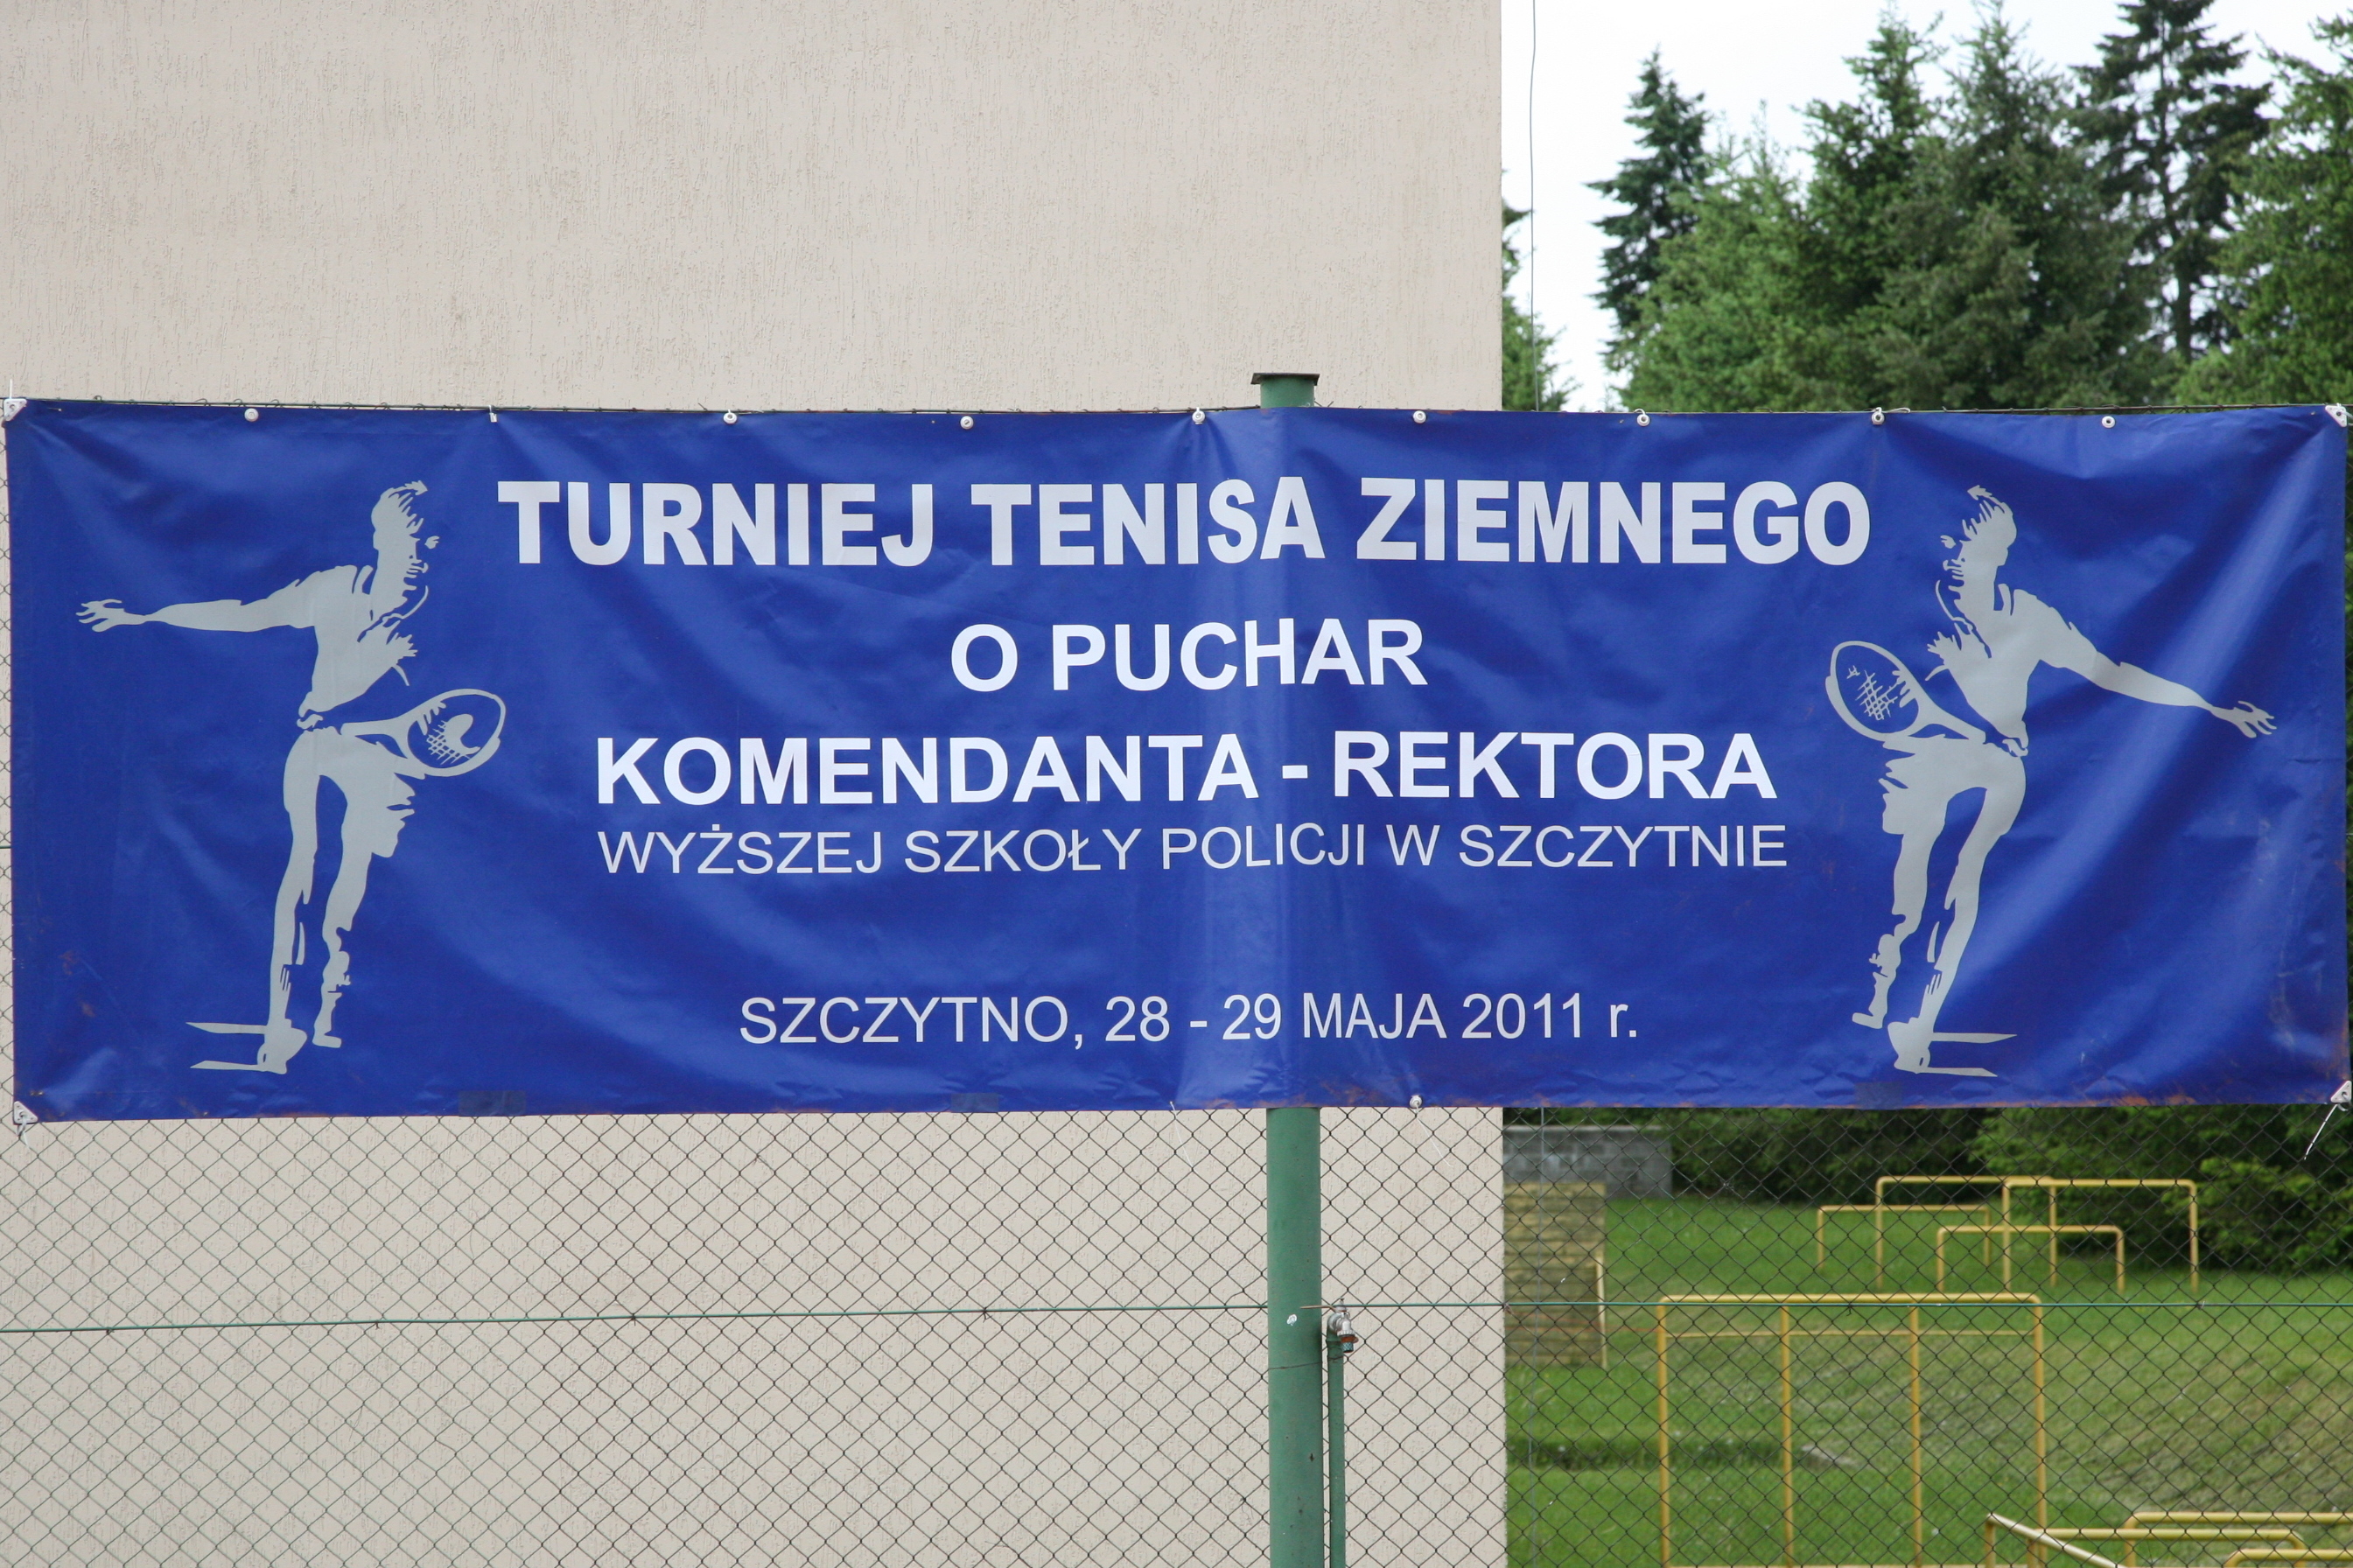 TURNIEJ TENISA ZIEMNEGO
O PUCHAR
KOMENDANTA - REKTORA
WYŻSZEJ SZKOŁY POLICJI W SZCZYTNIE
SZCZYTNO, 28 - 29 MAJA 2011 r.